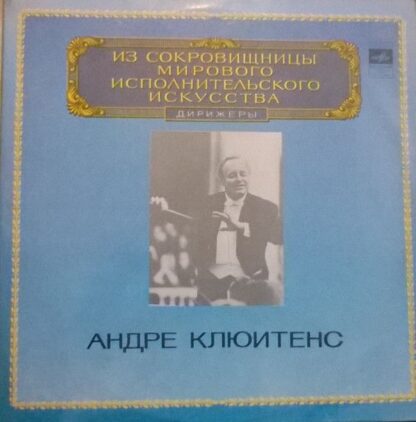 ИЗ СОКРОВИЩНИЦЫ
МИРОВОГО
ИСПОЛНИТЕЛЬСКОГО
ИСКУССТВА
ДИРИЖЕРЫ
АНДРЕ КЛЮИТЕНС